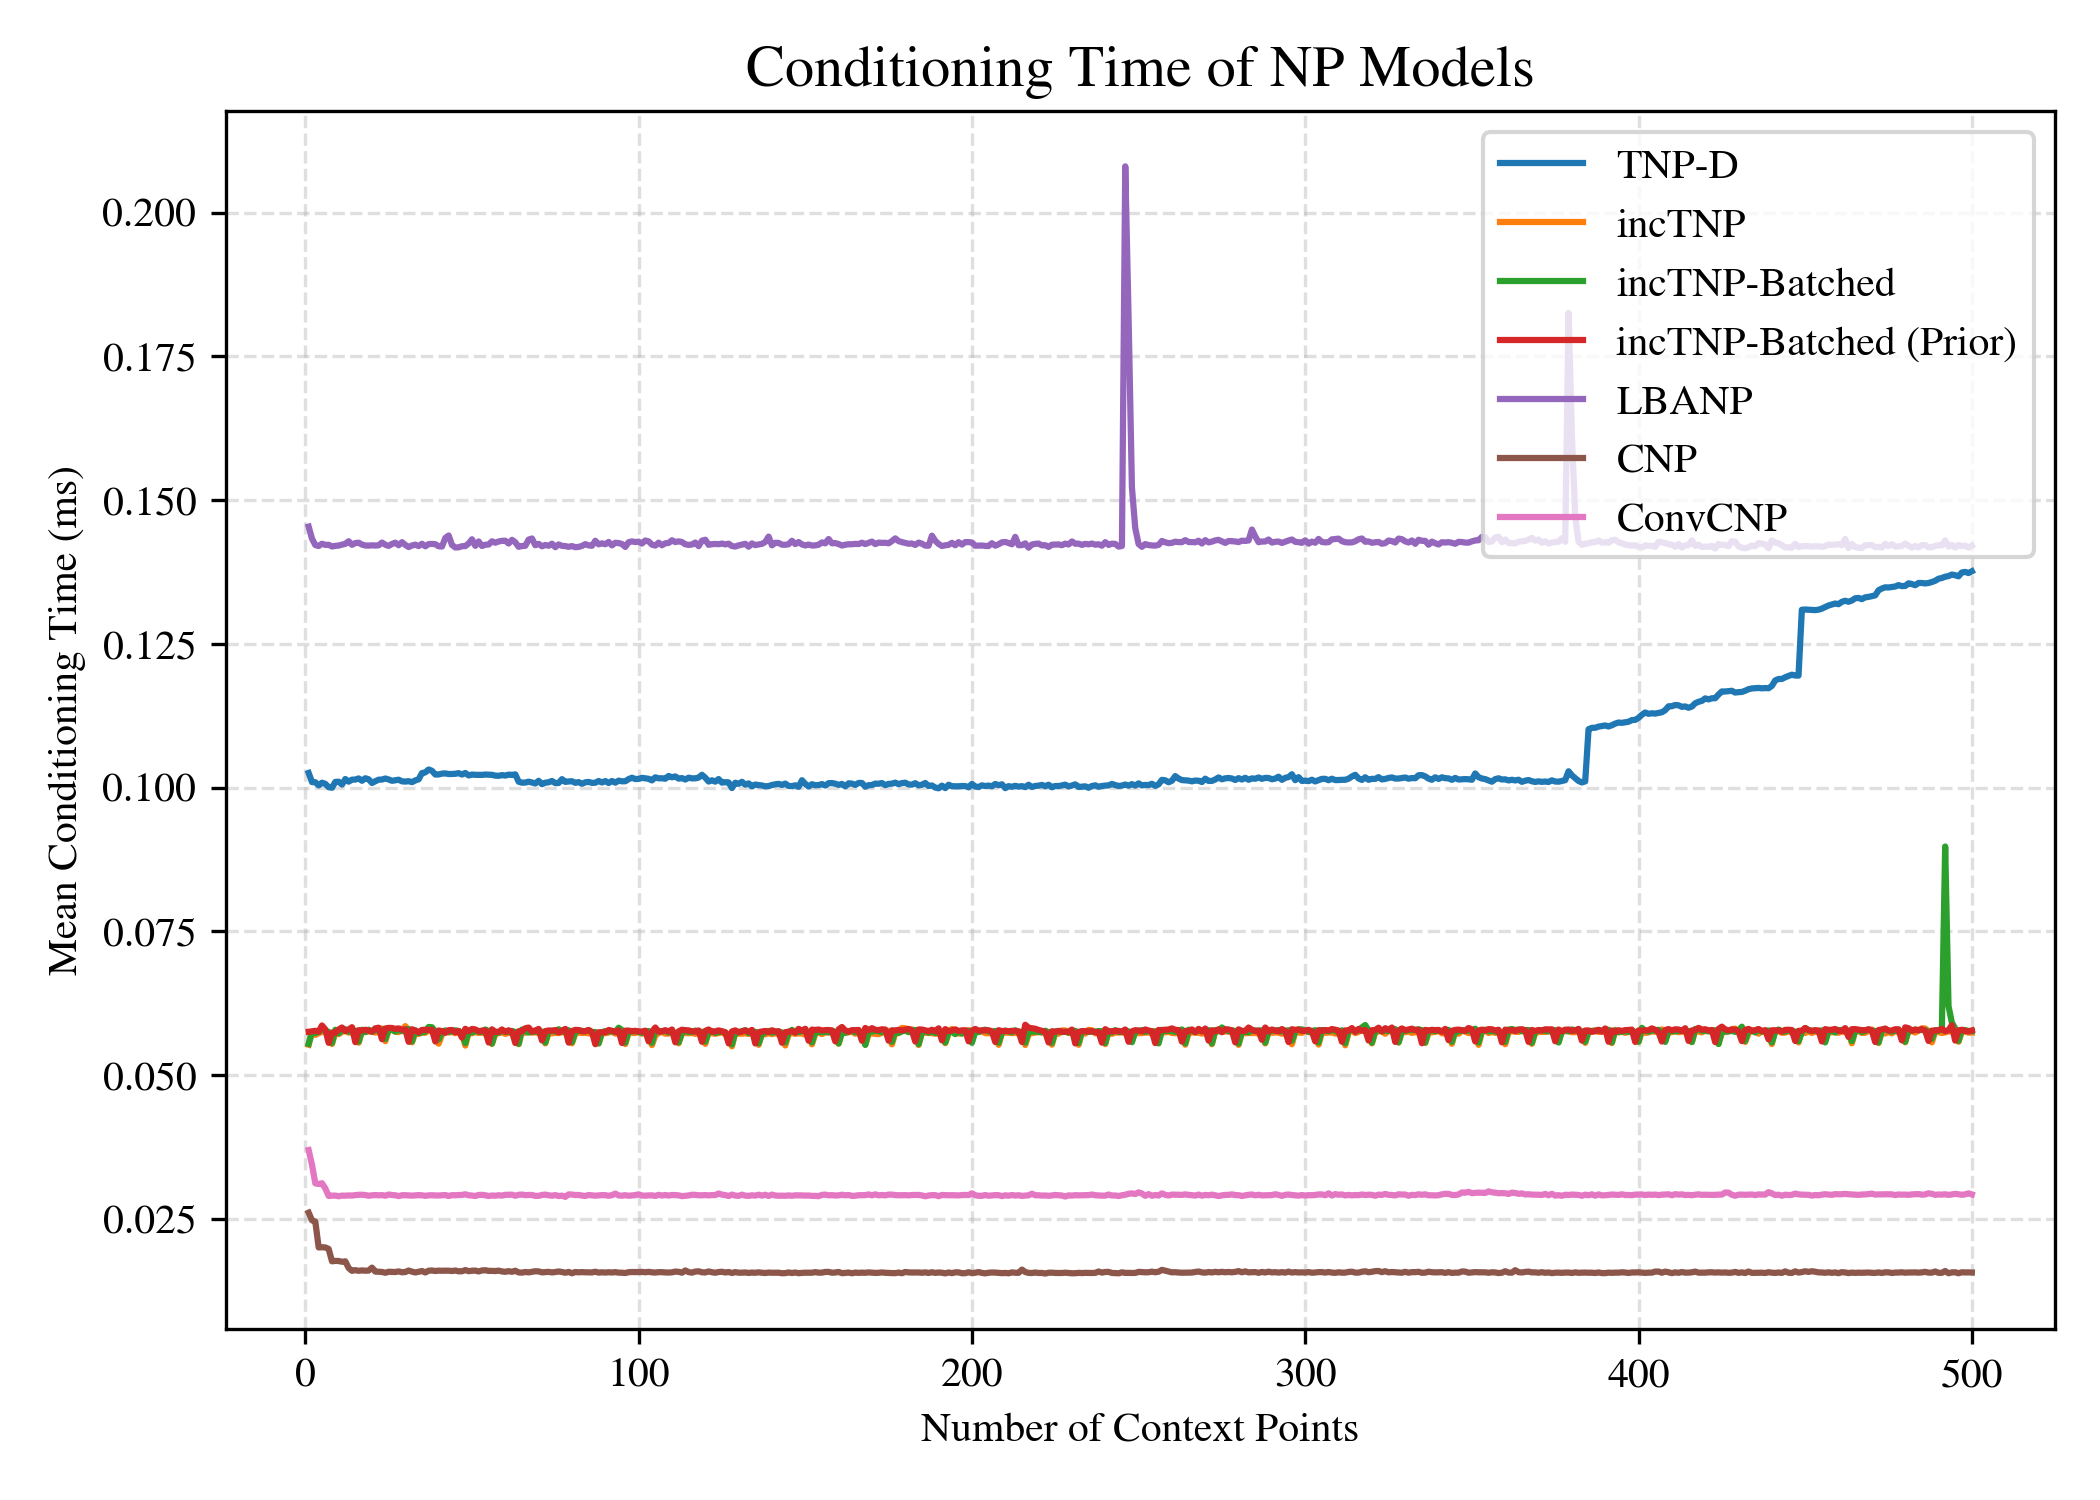 Conditioning Time of NP Models
Mean Conditioning Time (ms)
0.200
0.175
0.150
0.125
0.100
0.075
0.050
0.025
TNP-D
incTNP
incTNP-Batched
incTNP-Batched (Prior)
LBANP
CNP
ConvCNP
0 100 200 300 400 500
Number of Context Points